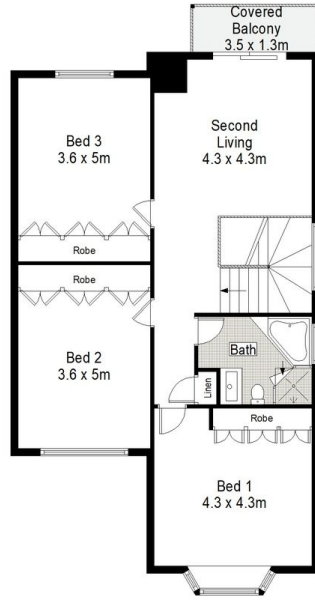 Covered
Balcony
3.5 x 1.3m
Bed 3
3.6 x 5m
Second
Living
4.3 x 4.3m
Robe
Robe
Bed 2
3.6 x 5m
Bath
Linen
Robe
Bed 1
4.3 x 4.3m